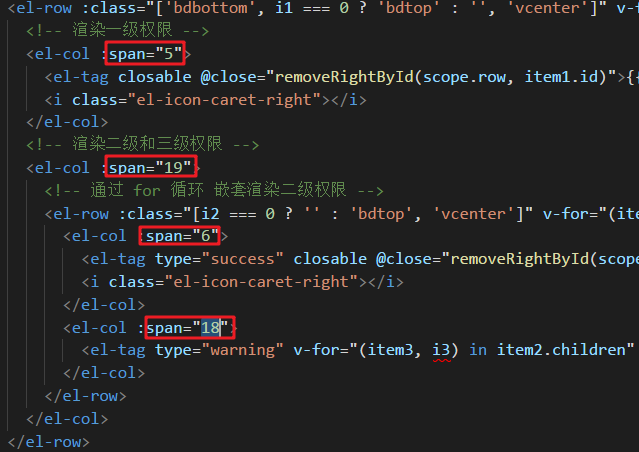 <el-row :class="['bdbottom', i1 === 0 ? 'bdtop' : '', 'vcenter']" v-f
<!-- 渲染一级权限 -->
<el-col :span="5">
<el-tag closable @close="removeRightById(scope.row, item1.id)">{{
<i class="el-icon-caret-right"></i>
</el-col>
<!-- 渲染二级和三级权限 -->
<el-col :span="19">
<!-- 通过 for 循环 嵌套渲染二级权限 -->
<el-row :class="[i2 === 0 ? '' : 'bdtop', 'vcenter']" v-for="(ite
<el-col :span="6">
<el-tag type="success" closable @close="removeRightById(scop
<i class="el-icon-caret-right"></i>
</el-col>
<el-col :span="18">
<el-tag type="warning" v-for="(item3, i3) in item2.children"
</el-col>
</el-row>
</el-col>
</el-row>